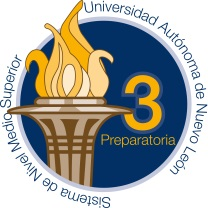 Sistema de Nivel Medio Superior
Universidad Autónoma de Nuevo León
3
Preparatoria